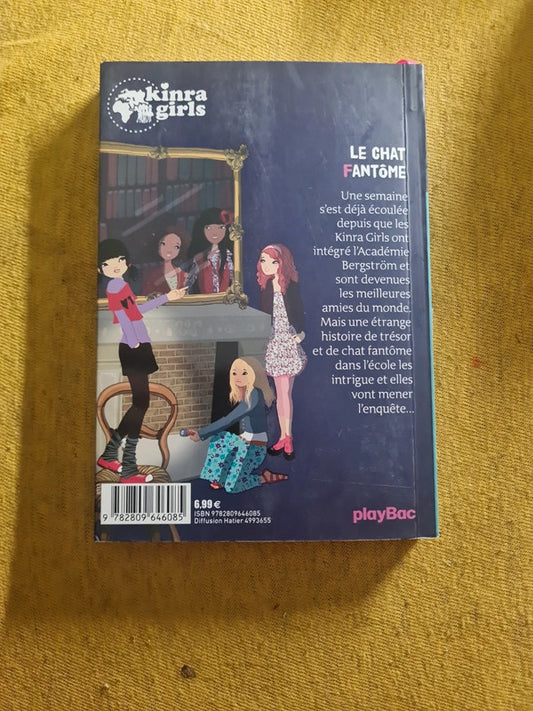 kinra
girls
LE CHAT
FANTÔME
Une semaine
s'est déjà écoulée
depuis que les
Kinra Girls ont
intégré l'Académie
Bergström et
sont devenues
les meilleures
amies du monde.
Mais une étrange
histoire de trésor
et de chat fantôme
dans l'école les
intrigue et elles
vont mener
l'enquête...
6,99 €
ISBN 9782809646085
Diffusion Hatier 4993655
9 782809 646085
playBac